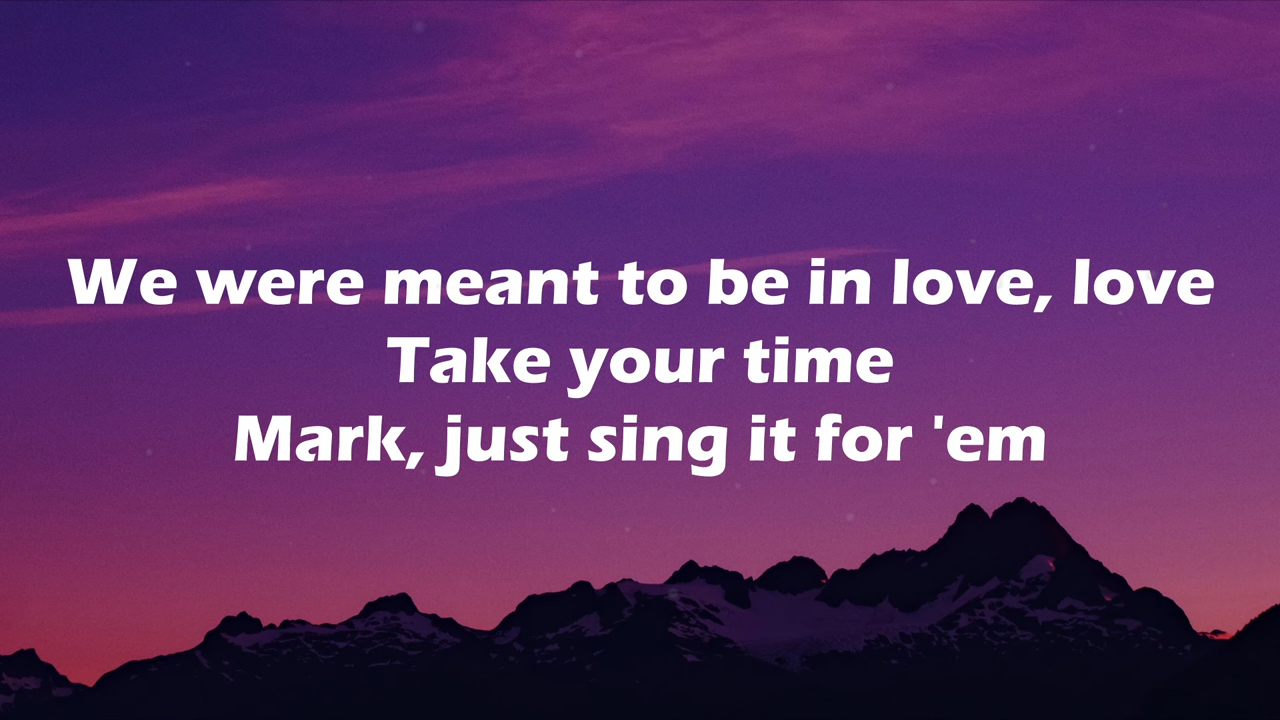 We were meant to be in love, love
Take your time
Mark, just sing it for 'em